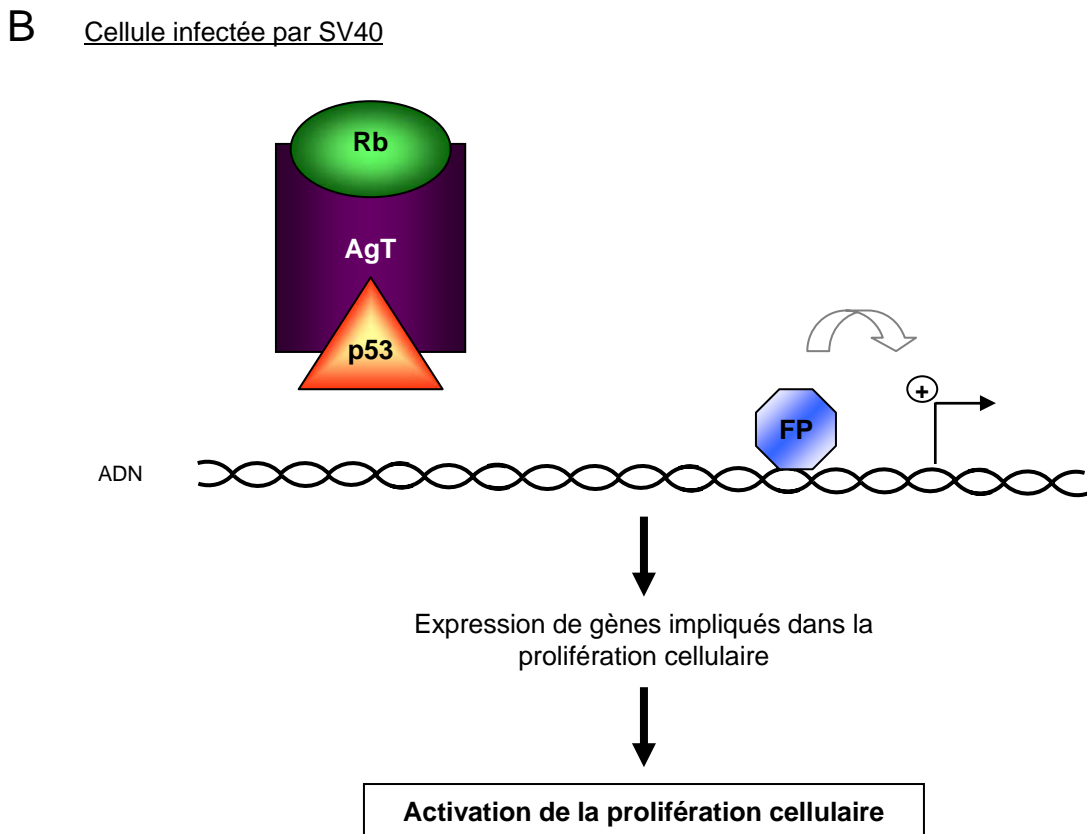 B
Cellule infectée par SV40
Rb
AgT
p53
FP
+
ADN
Expression de gènes impliqués dans la
prolifération cellulaire
Activation de la prolifération cellulaire